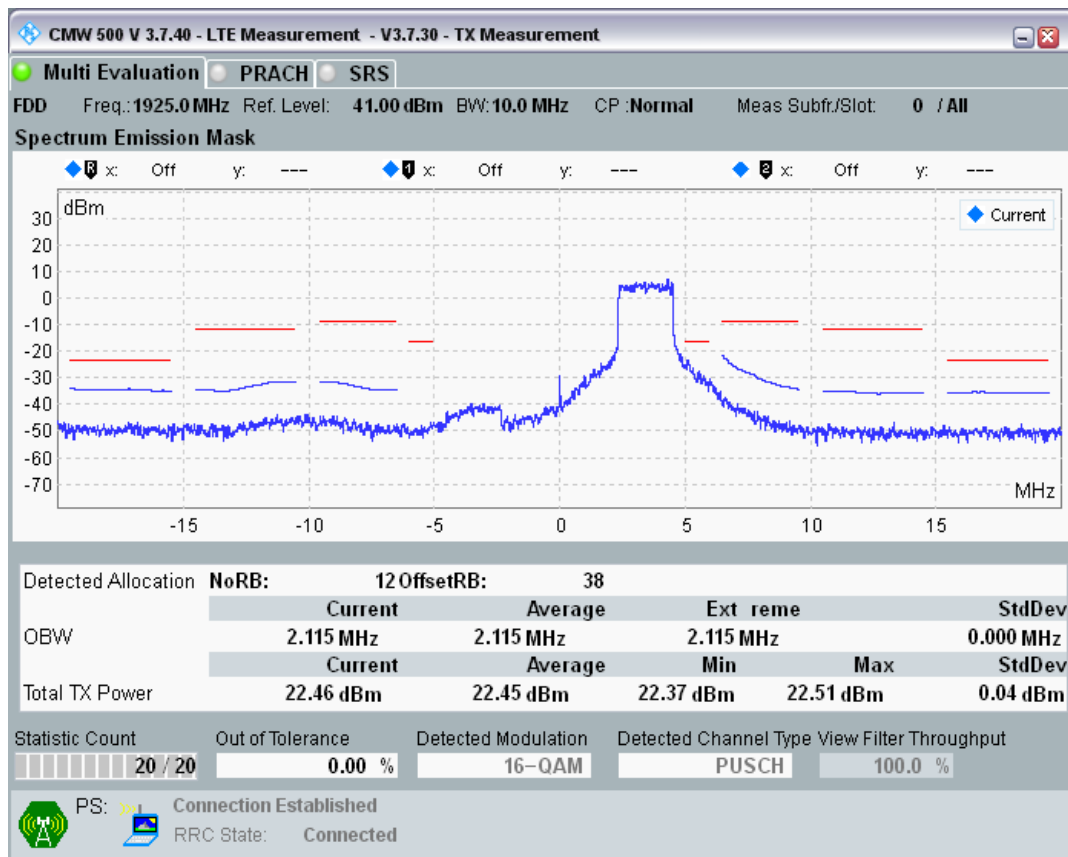 CMW 500 V 3.7.40 - LTE Measurement - V3.7.30 - TX Measurement
Multi Evaluation PRACH SRS
FDD Freq.: 1925.0 MHz Ref. Level: 41.00 dBm BW: 10.0 MHz CP :Normal Meas Subfr./Slot: 0 / All
Spectrum Emission Mask
R x: Off y: --- 1 x: Off y: --- 2 x: Off y: ---
dBm
Current
30
20
10
0
-10
-20
-30
-40
-50
-60
-70
MHz
-15 -10 -5 0 5 10 15
Detected Allocation NoRB: 12 OffsetRB: 38
Current Average Ext reme StdDev
OBW 2.115 MHz 2.115 MHz 2.115 MHz 0.000 MHz
Current Average Min Max StdDev
Total TX Power 22.46 dBm 22.45 dBm 22.37 dBm 22.51 dBm 0.04 dBm
Statistic Count Out of Tolerance Detected Modulation Detected Channel Type View Filter Throughput
20 / 20 0.00 % 16-QAM PUSCH 100.0 %
PS: Connection Established
RRC State: Connected